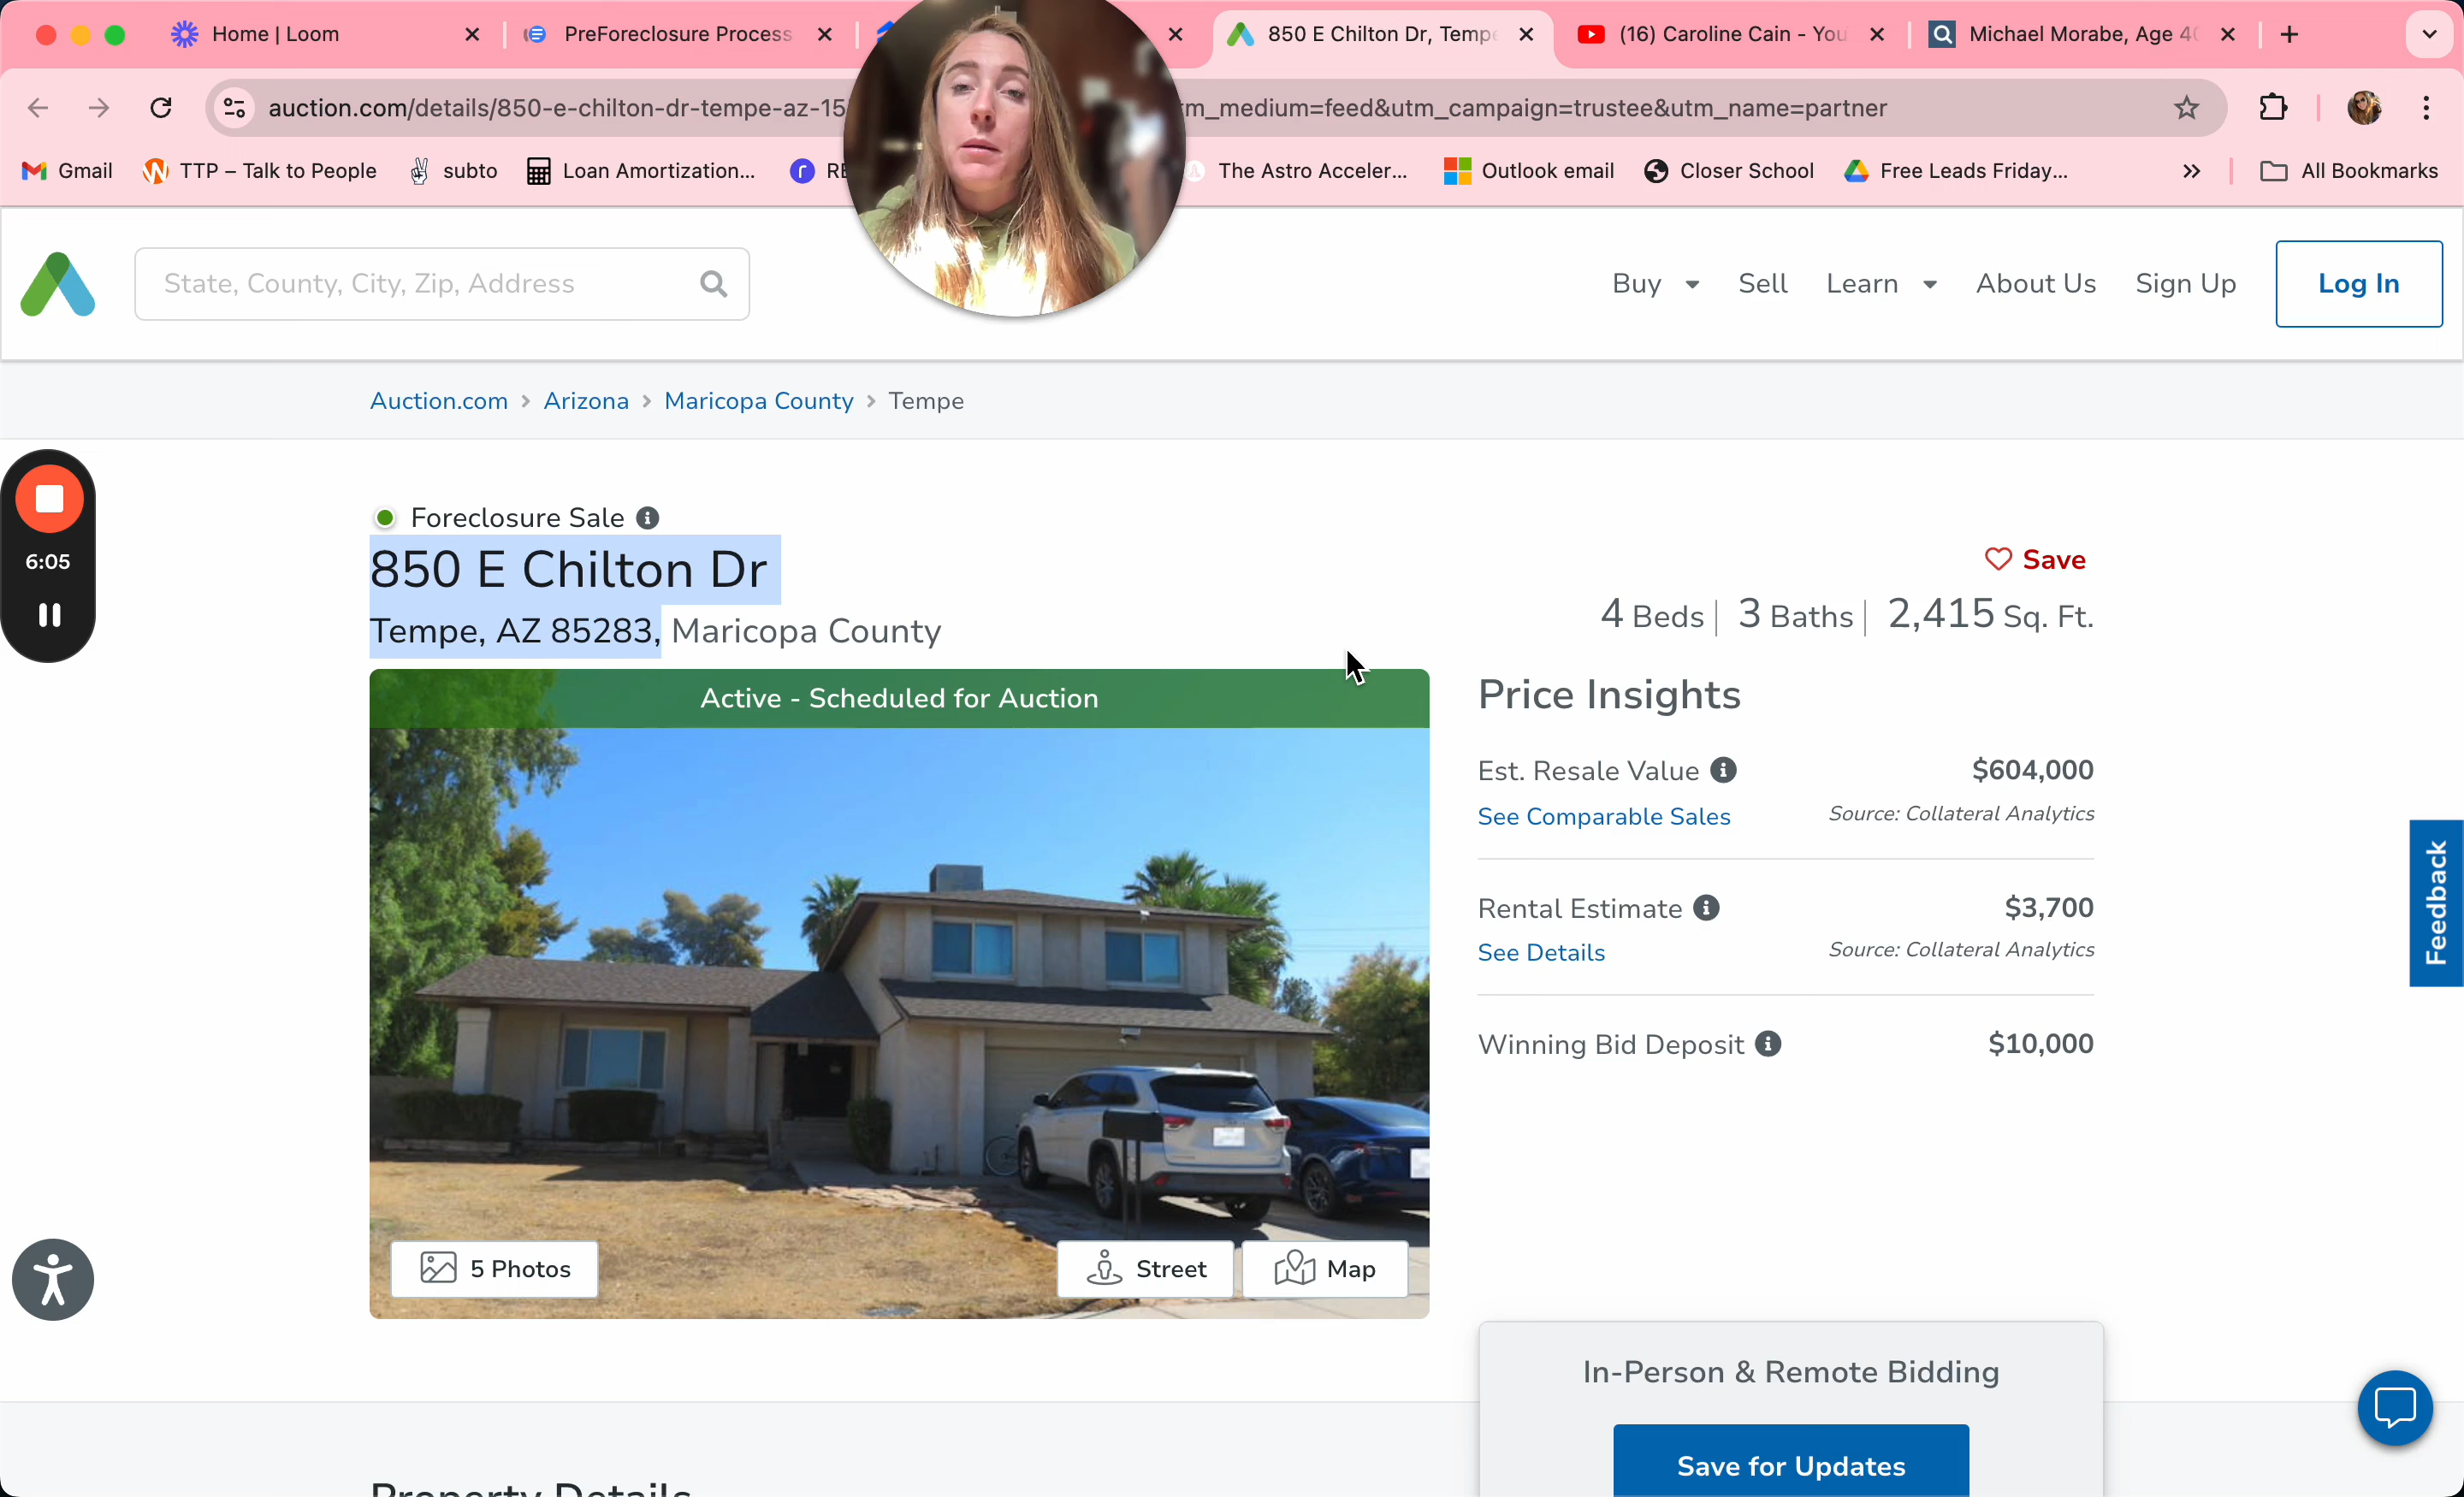 Home | Loom
PreForeclosure Process
850 E Chilton Dr, Tempe
(16) Caroline Cain - You
Michael Morabe, Age 40
auction.com/details/850-e-chilton-dr-tempe-az-15
m_medium=feed&utm_campaign=trustee&utm_name=partner
Gmail
TTP – Talk to People
subto
Loan Amortization...
The Astro Acceler...
Outlook email
Closer School
Free Leads Friday...
All Bookmarks
State, County, City, Zip, Address
Buy
Sell
Learn
About Us
Sign Up
Log In
Auction.com > Arizona > Maricopa County > Tempe
6:05
Foreclosure Sale
850 E Chilton Dr
Tempe, AZ 85283, Maricopa County
Save
4 Beds | 3 Baths | 2,415 Sq. Ft.
Active - Scheduled for Auction
Price Insights
Est. Resale Value $604,000
See Comparable Sales Source: Collateral Analytics
Rental Estimate $3,700
See Details Source: Collateral Analytics
Winning Bid Deposit $10,000
Feedback
5 Photos
Street
Map
In-Person & Remote Bidding
Save for Updates
Property Details